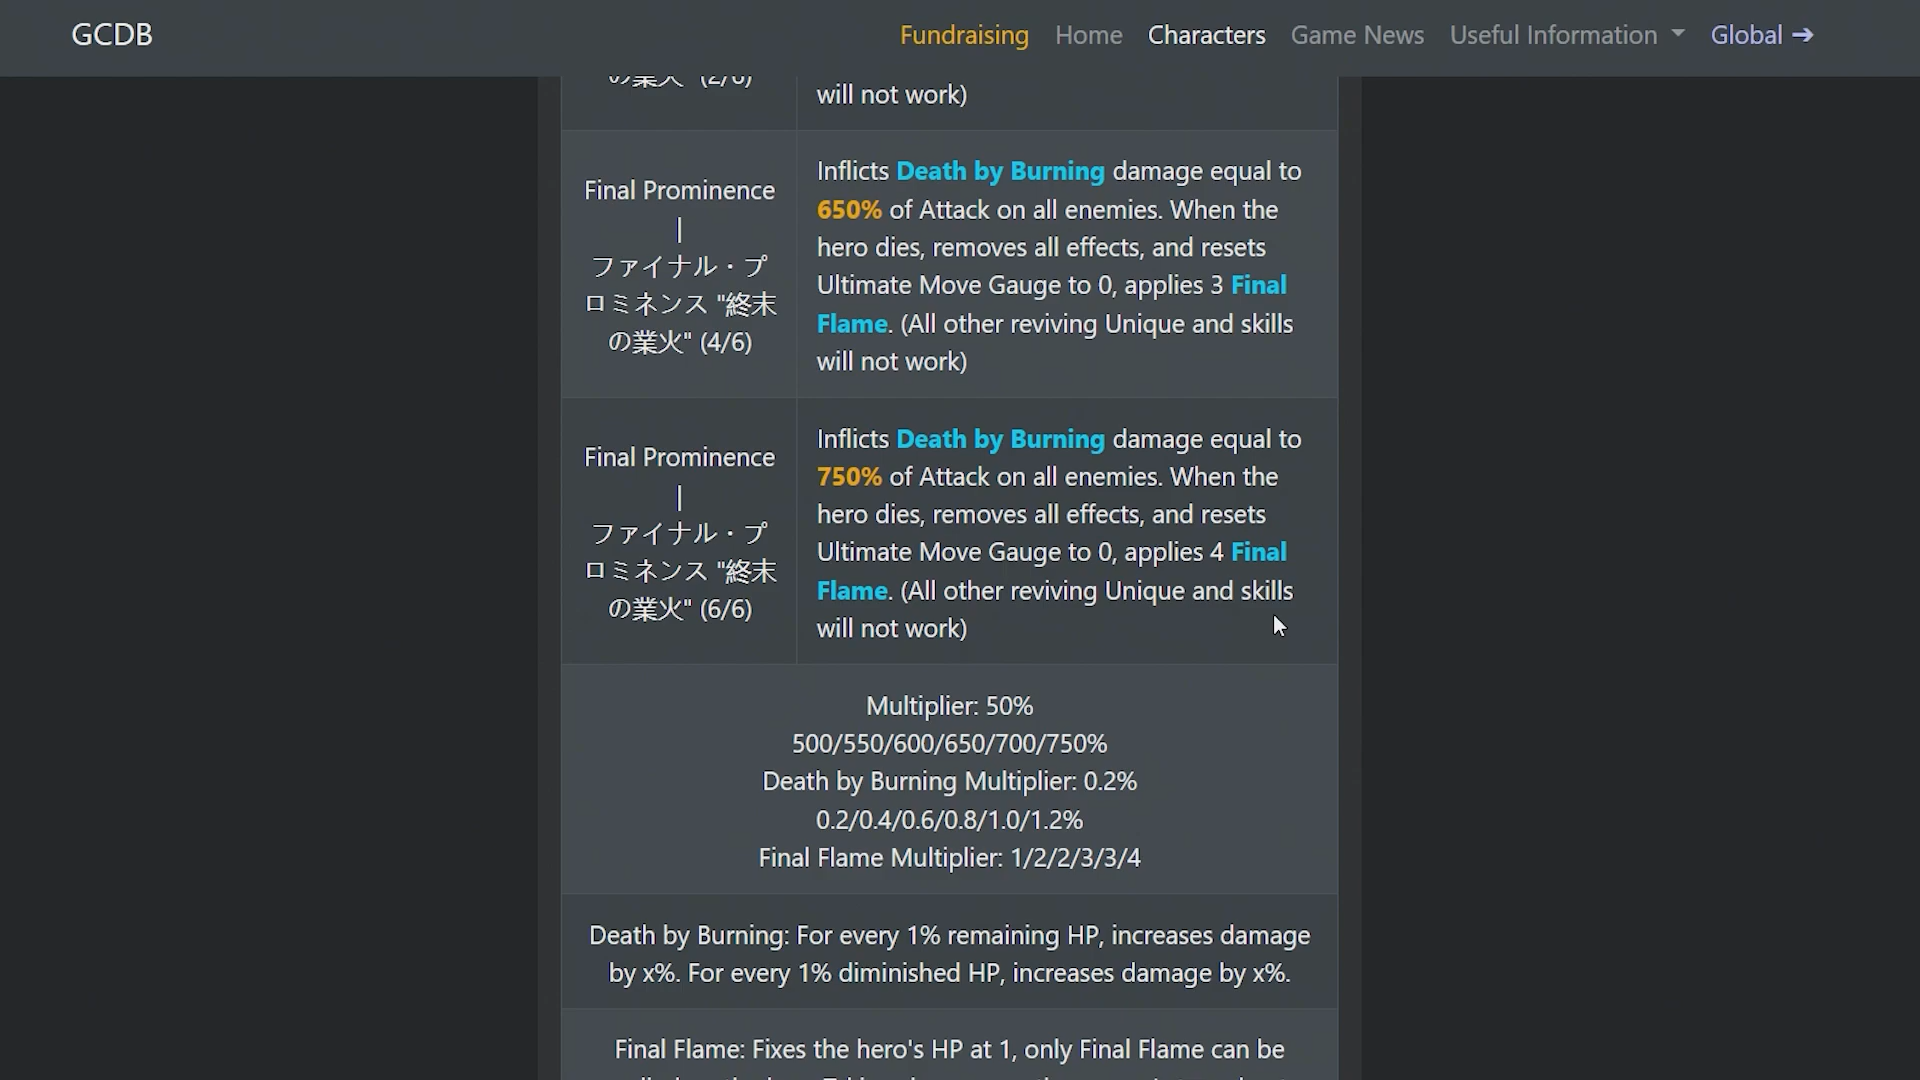 GCDB
Fundraising Home Characters Game News Useful Information Global →
の業火" (2/6)
will not work)
Final Prominence
|
ファイナル・プ
ロミネンス "終末
の業火" (4/6)
Inflicts Death by Burning damage equal to
650% of Attack on all enemies. When the
hero dies, removes all effects, and resets
Ultimate Move Gauge to 0, applies 3 Final
Flame. (All other reviving Unique and skills
will not work)
Final Prominence
|
ファイナル・プ
ロミネンス "終末
の業火" (6/6)
Inflicts Death by Burning damage equal to
750% of Attack on all enemies. When the
hero dies, removes all effects, and resets
Ultimate Move Gauge to 0, applies 4 Final
Flame. (All other reviving Unique and skills
will not work)
Multiplier: 50%
500/550/600/650/700/750%
Death by Burning Multiplier: 0.2%
0.2/0.4/0.6/0.8/1.0/1.2%
Final Flame Multiplier: 1/2/2/3/3/4
Death by Burning: For every 1% remaining HP, increases damage
by x%. For every 1% diminished HP, increases damage by x%.
Final Flame: Fixes the hero's HP at 1, only Final Flame can be